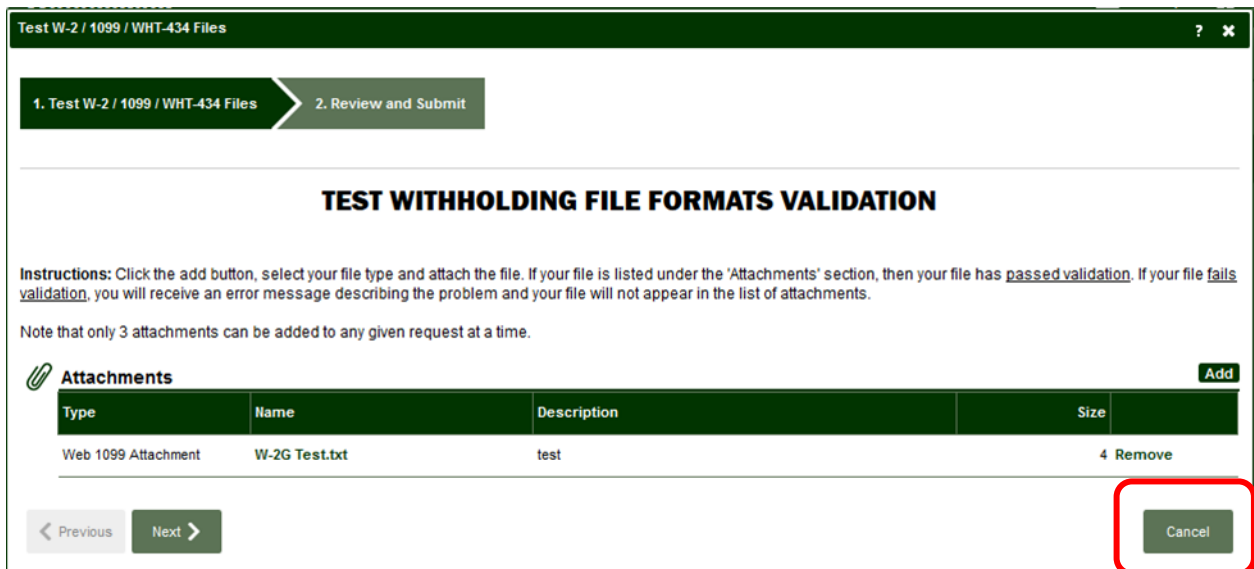 Test W-2 / 1099 / WHT-434 Files ? ✖
1. Test W-2 / 1099 / WHT-434 Files 2. Review and Submit
TEST WITHHOLDING FILE FORMATS VALIDATION
Instructions: Click the add button, select your file type and attach the file. If your file is listed under the 'Attachments' section, then your file has passed validation. If your file fails
validation, you will receive an error message describing the problem and your file will not appear in the list of attachments.
Note that only 3 attachments can be added to any given request at a time.
Attachments Add
Type Name Description Size
Web 1099 Attachment W-2G Test.txt test 4 Remove
Previous Next Cancel